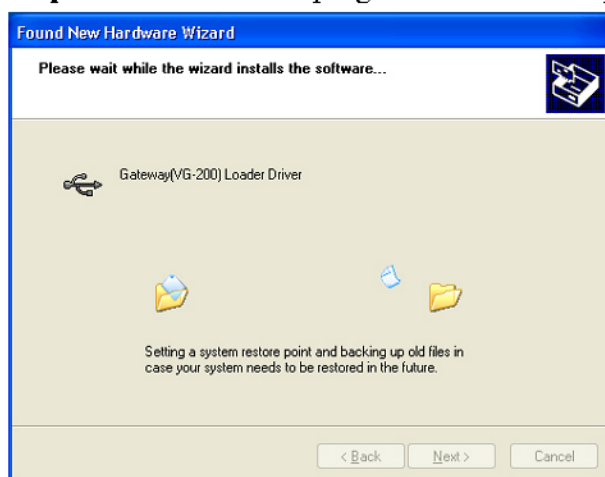 Found New Hardware Wizard
Please wait while the wizard installs the software...
Gateway(VG-200) Loader Driver
Setting a system restore point and backing up old files in
case your system needs to be restored in the future.
< Back Next > Cancel